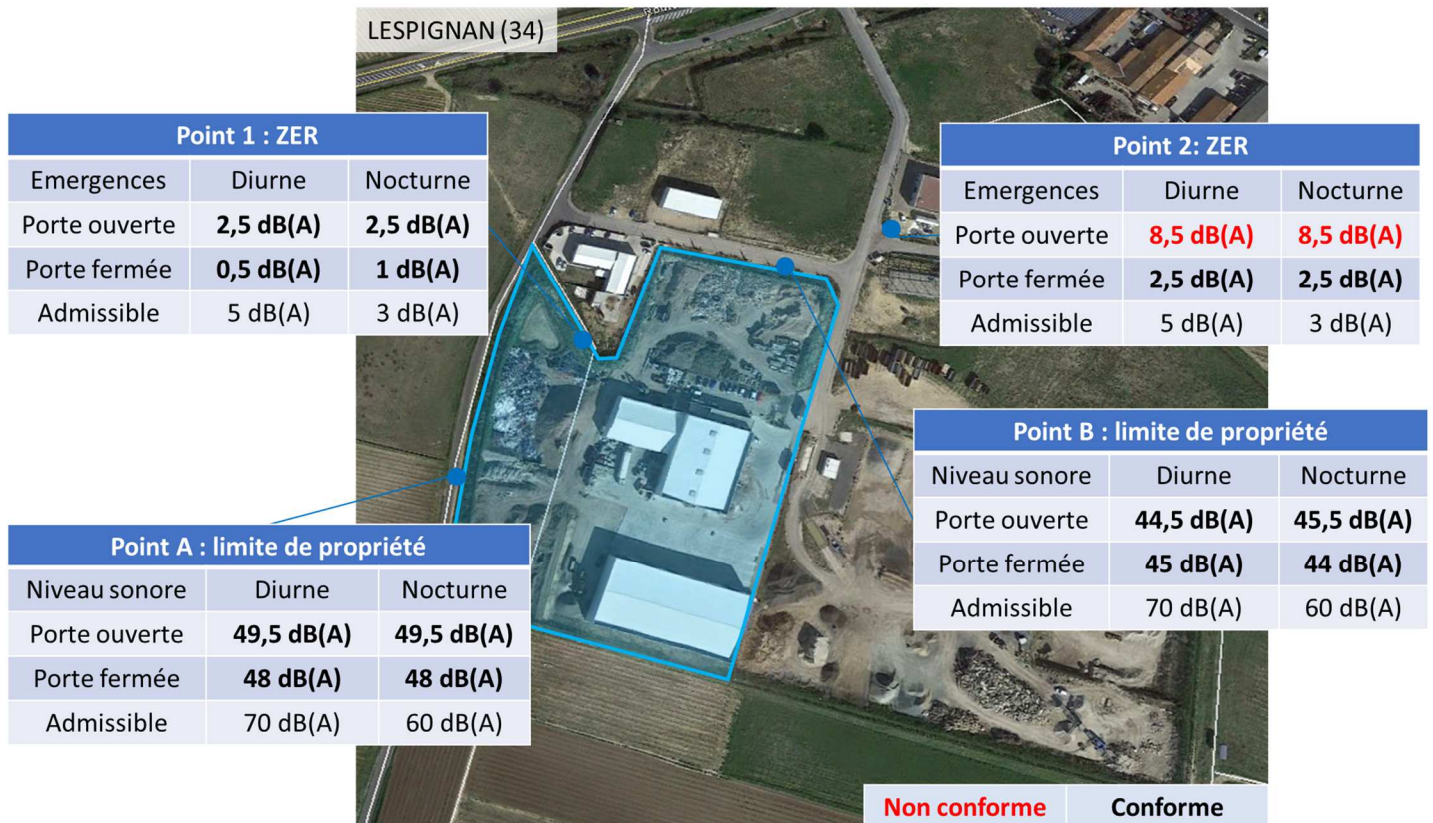 Rou
LESPIGNAN (34)
Point 1 : ZER
Emergences Diurne Nocturne
Porte ouverte 2,5 dB(A) 2,5 dB(A)
Porte fermée 0,5 dB(A) 1 dB(A)
Admissible 5 dB(A) 3 dB(A)
Point 2: ZER
Emergences Diurne Nocturne
Porte ouverte 8,5 dB(A) 8,5 dB(A)
Porte fermée 2,5 dB(A) 2,5 dB(A)
Admissible 5 dB(A) 3 dB(A)
Point B : limite de propriété
Niveau sonore Diurne Nocturne
Porte ouverte 44,5 dB(A) 45,5 dB(A)
Porte fermée 45 dB(A) 44 dB(A)
Admissible 70 dB(A) 60 dB(A)
Point A : limite de propriété
Niveau sonore Diurne Nocturne
Porte ouverte 49,5 dB(A) 49,5 dB(A)
Porte fermée 48 dB(A) 48 dB(A)
Admissible 70 dB(A) 60 dB(A)
Non conforme Conforme